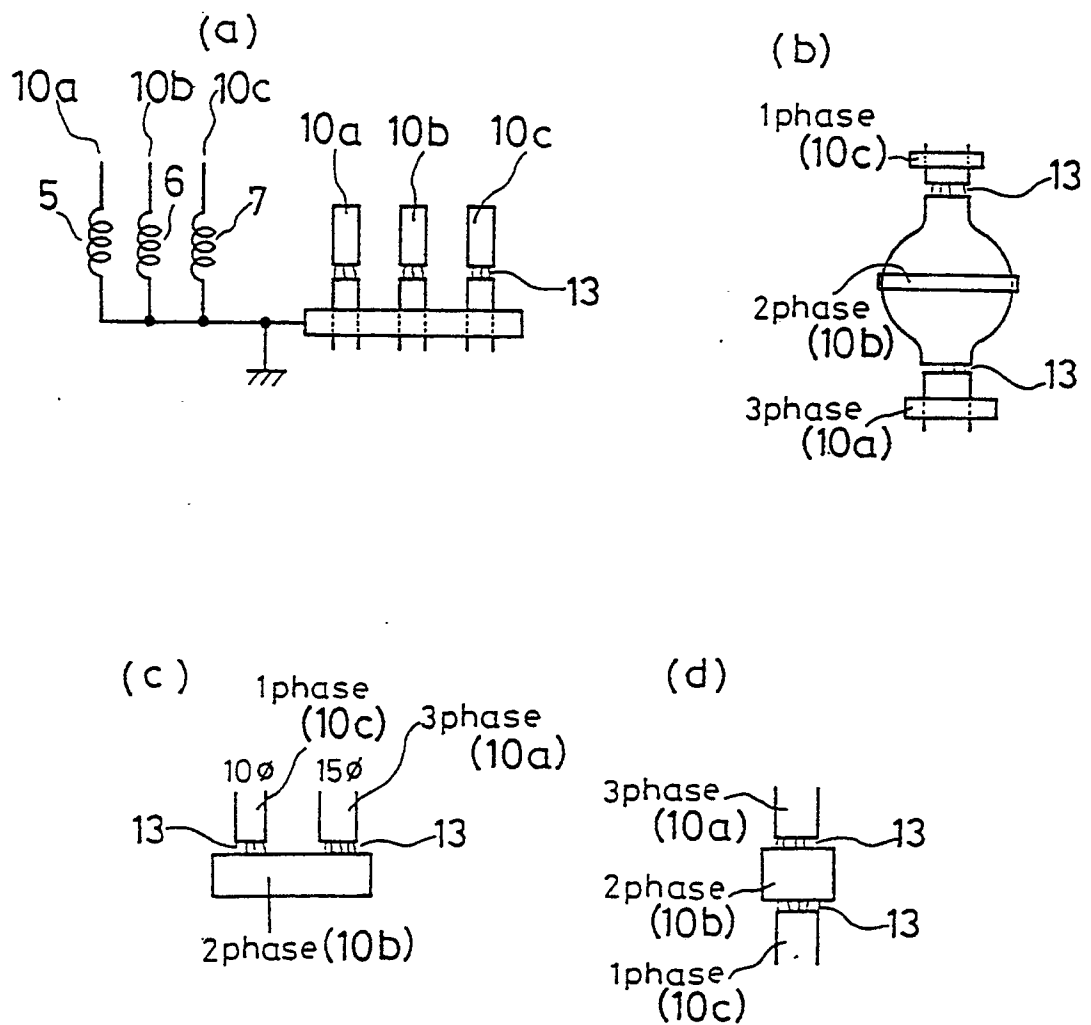 (a)
10a 10b 10c
5 6 7
10a 10b 10c
13
(b)
1phase
(10c)
13
2phase
(10b)
13
3phase
(10a)
(c)
1phase
(10c)
3phase
(10a)
10ø 15ø
13 13
2phase (10b)
(d)
3phase
(10a)
13
2phase
(10b)
13
1phase
(10c)